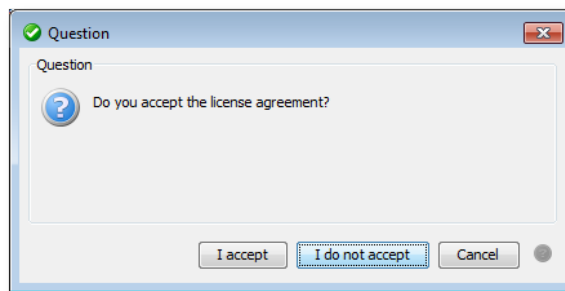 Question
Question
Do you accept the license agreement?
I accept I do not accept Cancel